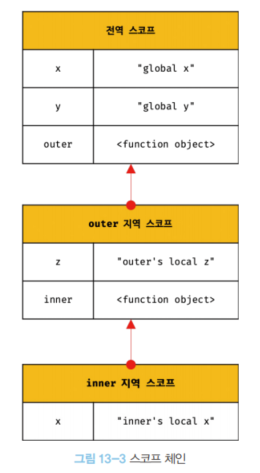 전역 스코프
x "global x"
y "global y"
outer <function object>
outer 지역 스코프
z "outer's local z"
inner <function object>
inner 지역 스코프
x "inner's local x"
그림 13-3 스코프 체인